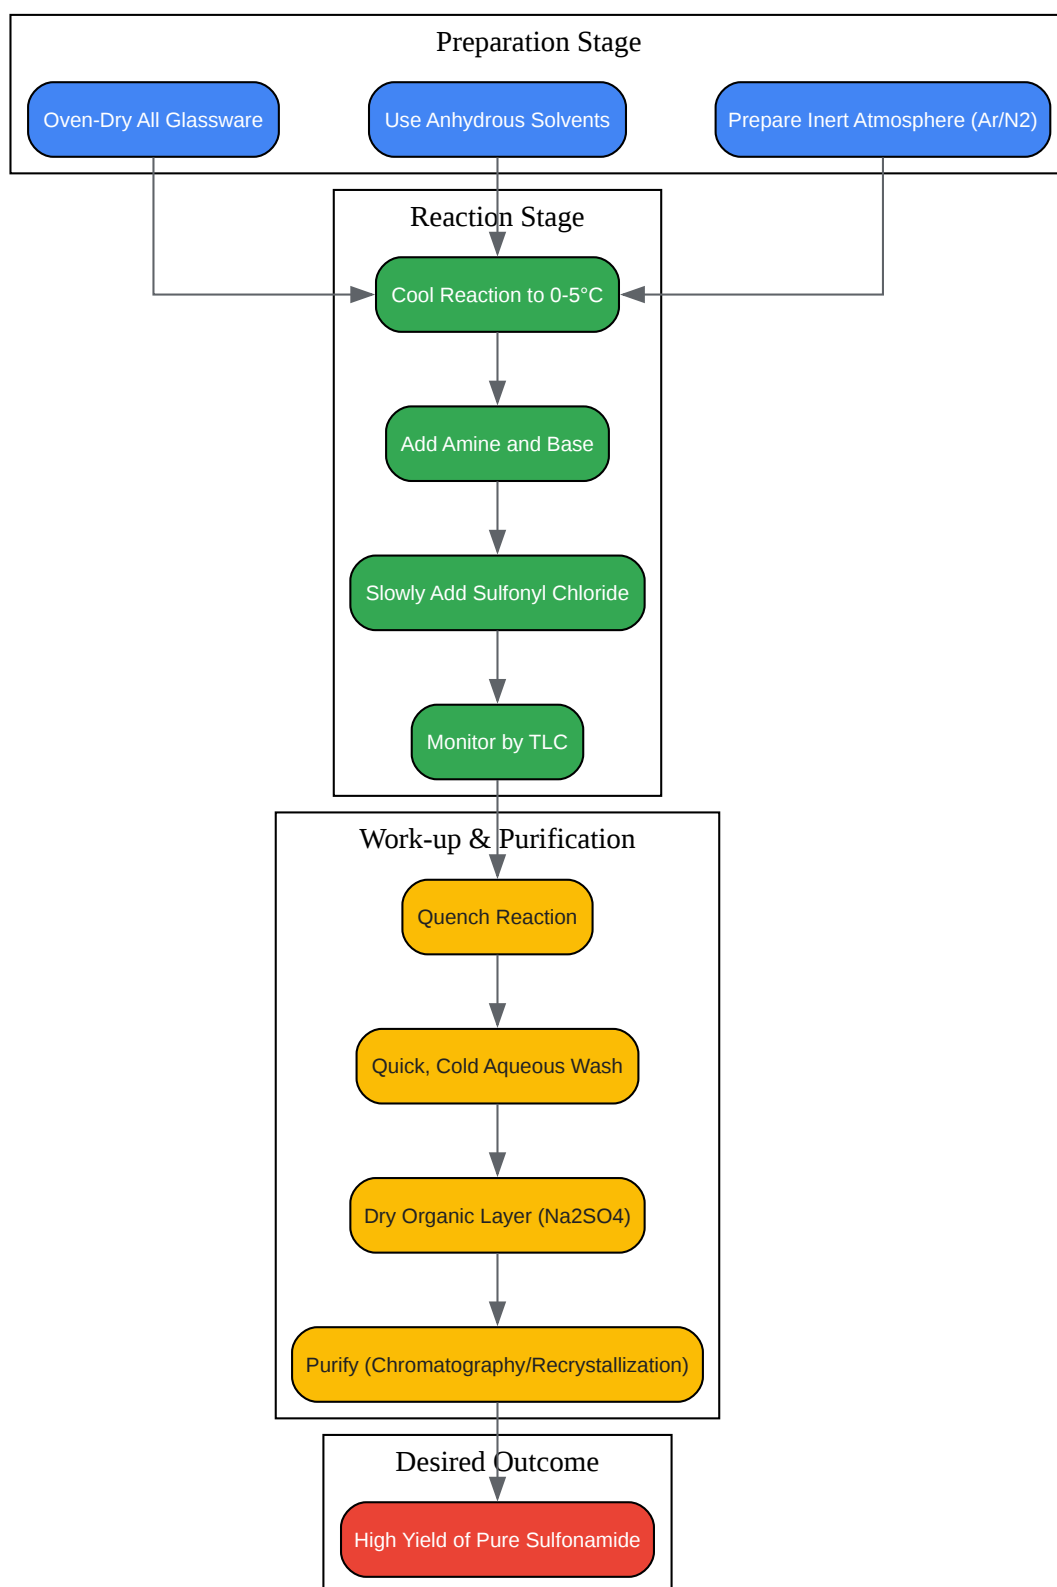 Preparation Stage
Oven-Dry All Glassware
Use Anhydrous Solvents
Prepare Inert Atmosphere (Ar/N2)
Reaction Stage
Cool Reaction to 0-5°C
Add Amine and Base
Slowly Add Sulfonyl Chloride
Monitor by TLC
Work-up & Purification
Quench Reaction
Quick, Cold Aqueous Wash
Dry Organic Layer (Na2SO4)
Purify (Chromatography/Recrystallization)
Desired Outcome
High Yield of Pure Sulfonamide